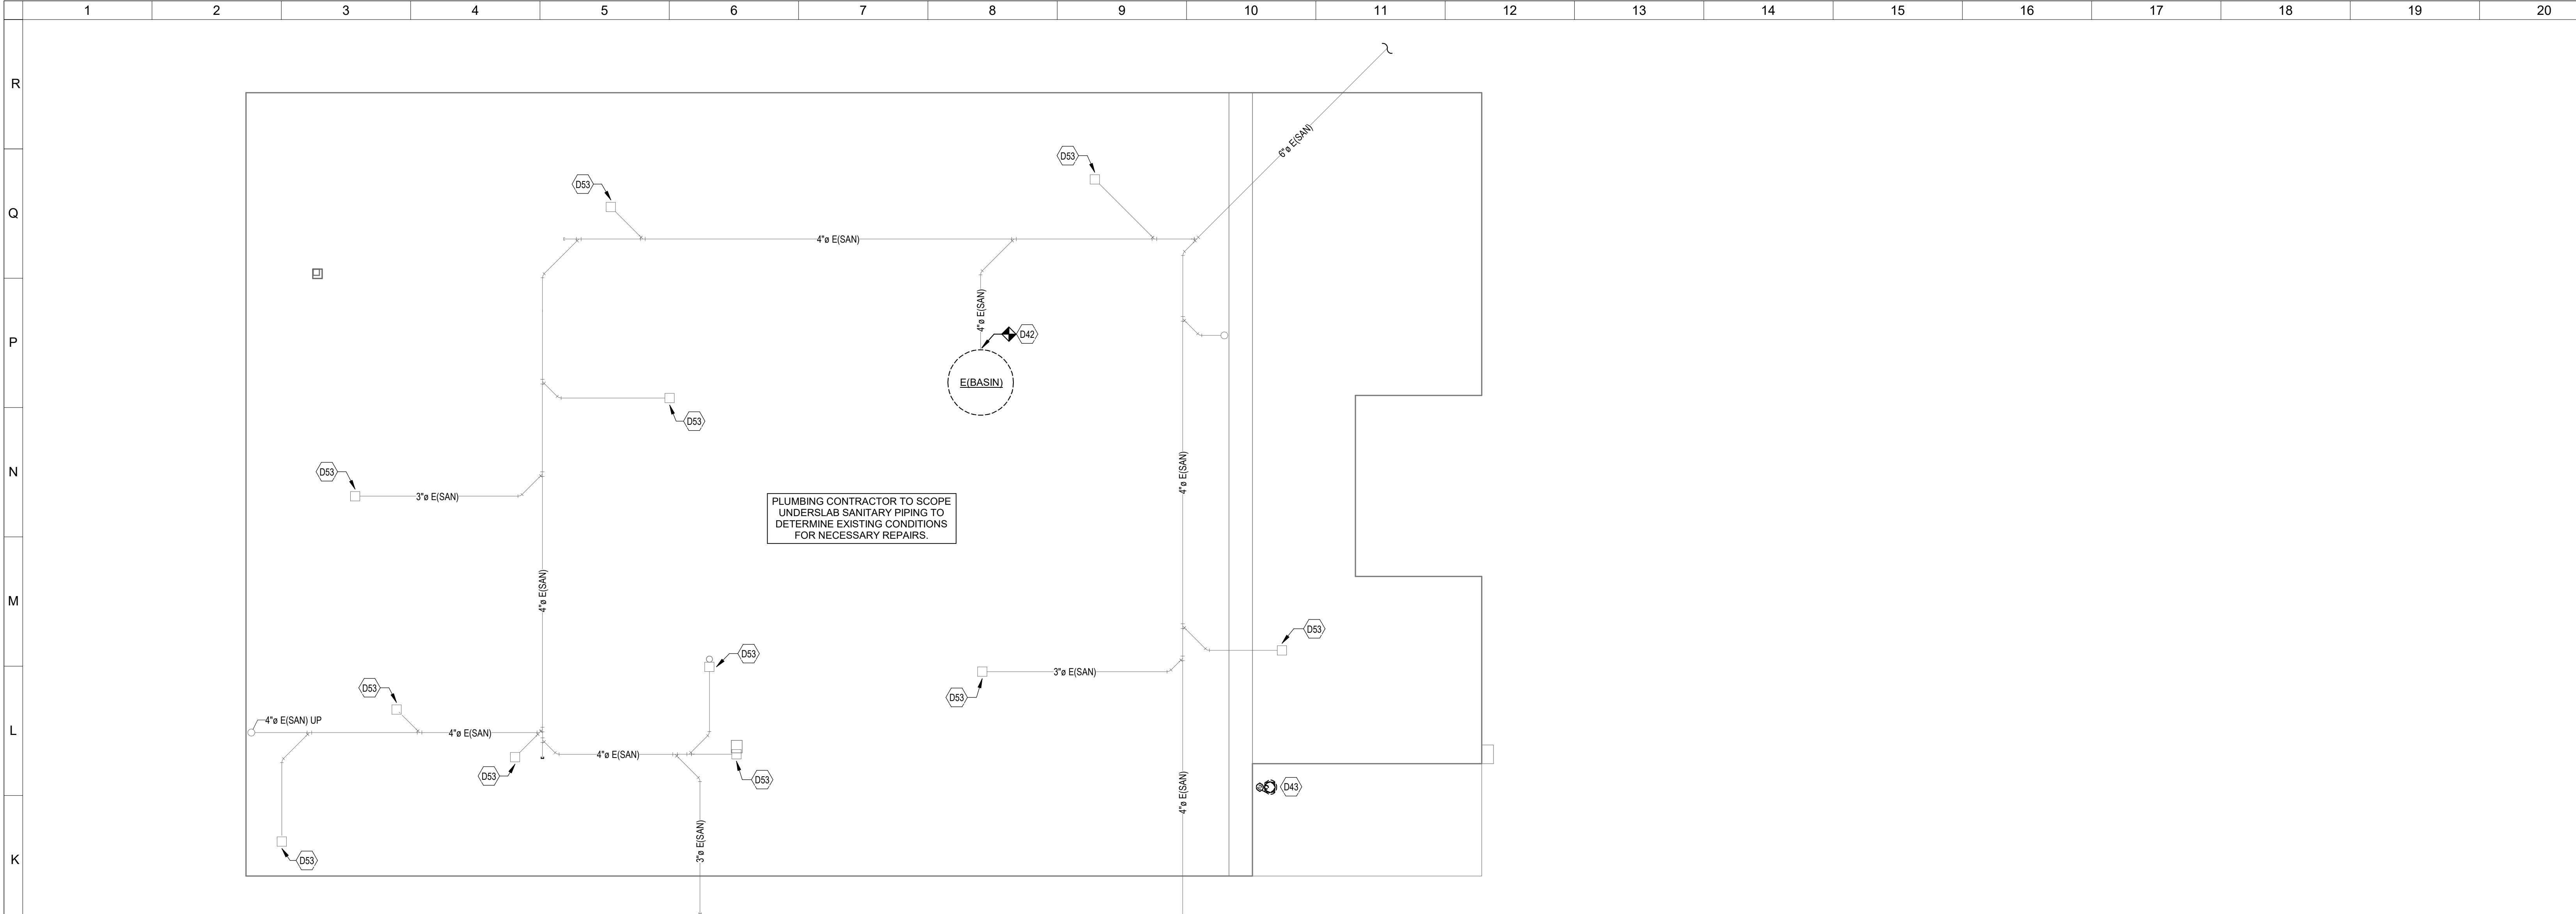 1 2 3 4 5 6 7 8 9 10 11 12 13 14 15 16 17 18 19 20
R
6"ø E(SAN)
D53
D53
Q
4"ø E(SAN)
4"ø E(SAN)
D42
P
E(BASIN)
D53
D53
N
3"ø E(SAN)
4"ø E(SAN)
PLUMBING CONTRACTOR TO SCOPE
UNDERSLAB SANITARY PIPING TO
DETERMINE EXISTING CONDITIONS
FOR NECESSARY REPAIRS.
4"ø E(SAN)
M
D53
D53
3"ø E(SAN)
D53
D53
4"ø E(SAN) UP
L
4"ø E(SAN)
4"ø E(SAN)
D53
D53
D43
4"ø E(SAN)
3"ø E(SAN)
K
D53